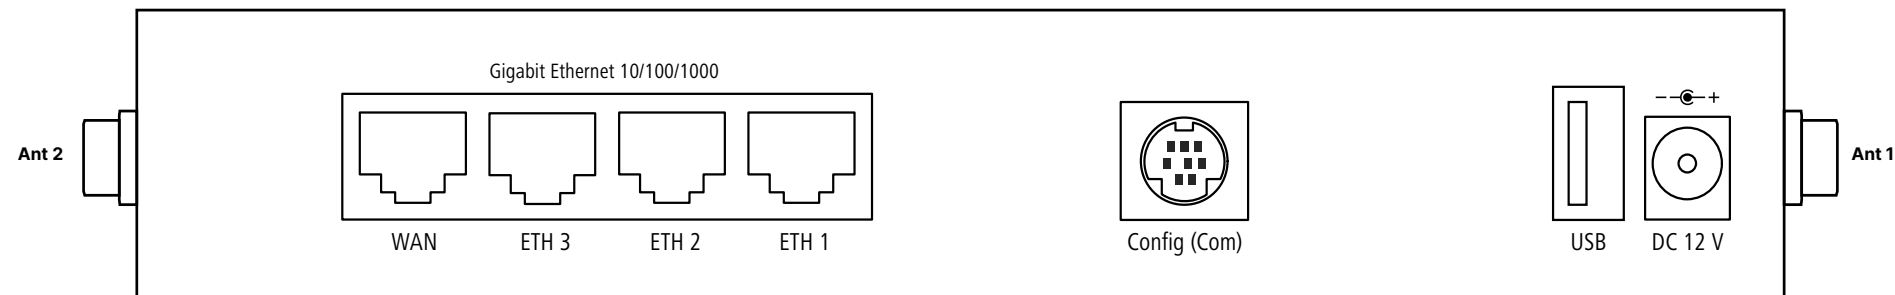 Gigabit Ethernet 10/100/1000
Ant 2
Ant 1
WAN ETH 3 ETH 2 ETH 1 Config (Com) USB DC 12 V